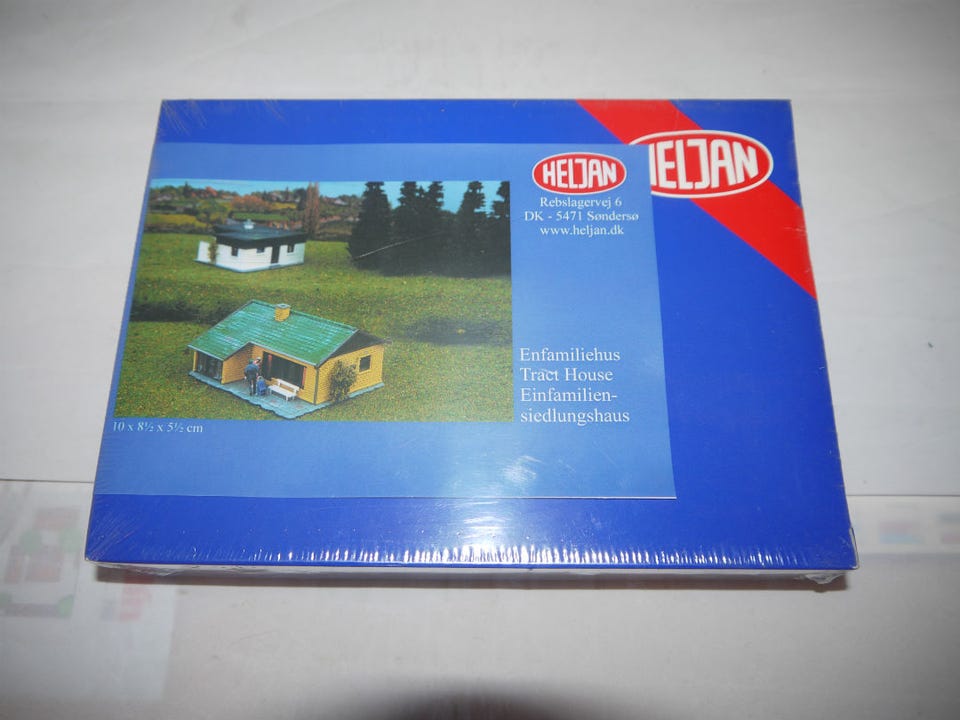 HELJAN
HELJAN
Rebslagervej 6
DK - 5471 Søndersø
www.heljan.dk
Enfamiliehus
Tract House
Einfamilien-
siedlungshaus
10 x 8½ x 5½ cm